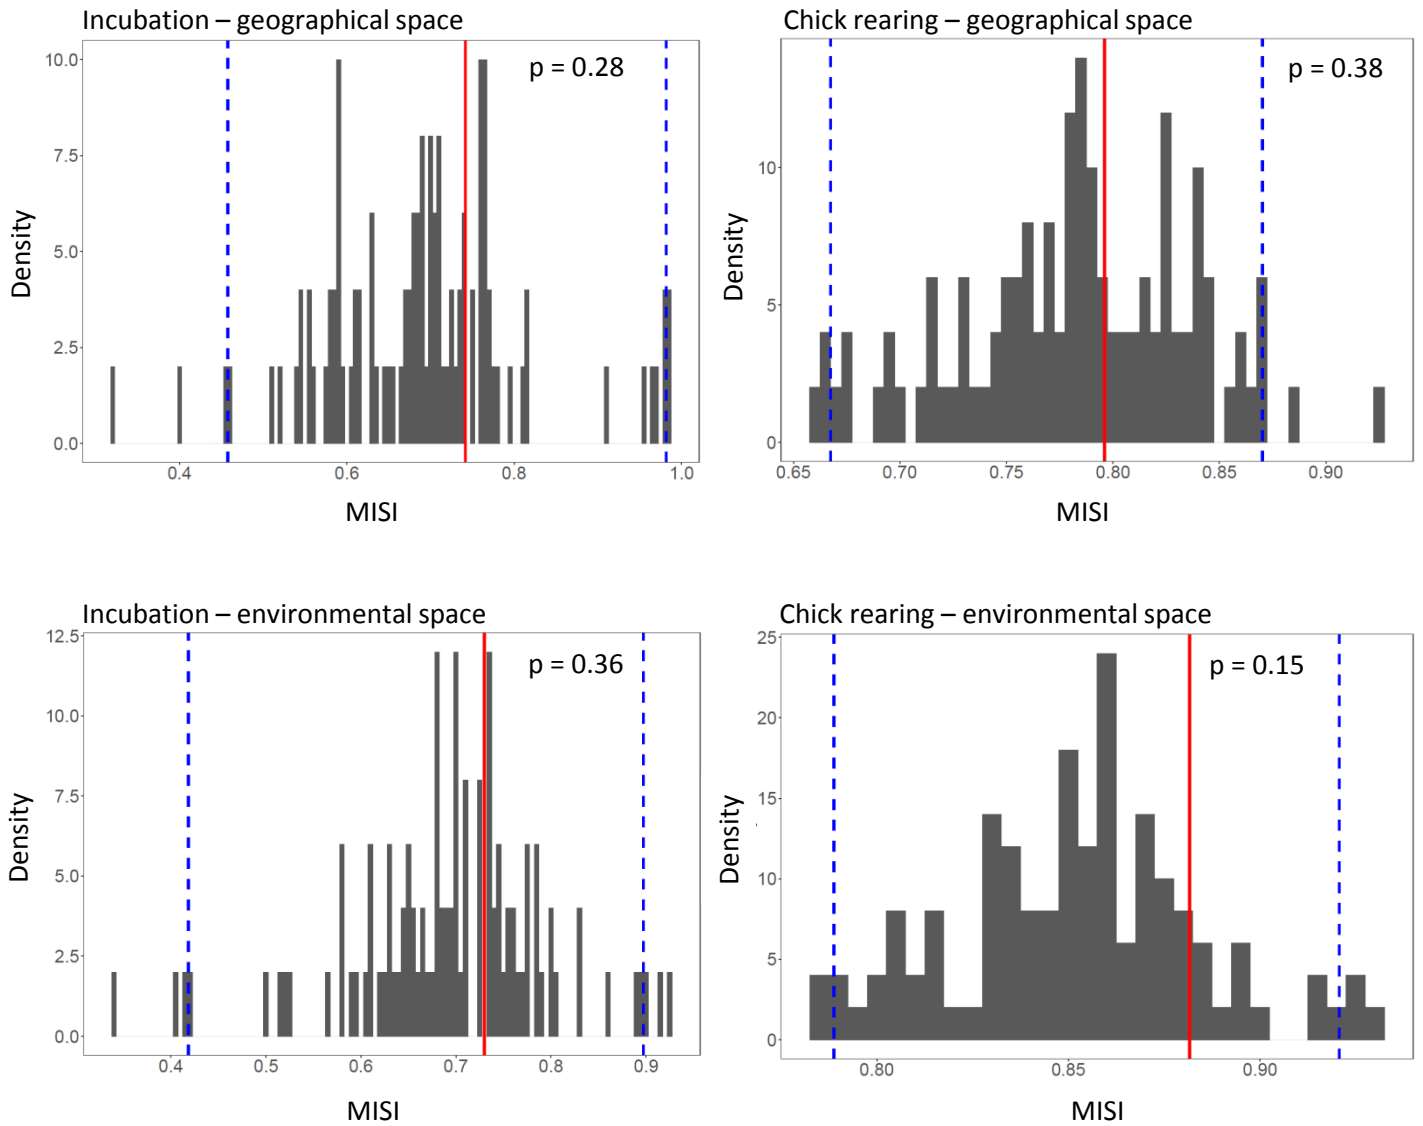 Incubation – geographical space
p = 0.28
10.0
7.5
5.0
2.5
0.0
Density
0.4 0.6 0.8 1.0
MISI
Chick rearing – geographical space
p = 0.38
10
5
0
Density
0.65 0.70 0.75 0.80 0.85 0.90
MISI
Incubation – environmental space
p = 0.36
12.5
10.0
7.5
5.0
2.5
0.0
Density
0.4 0.5 0.6 0.7 0.8 0.9
MISI
Chick rearing – environmental space
p = 0.15
25
20
15
10
5
0
Density
0.80 0.85 0.90
MISI